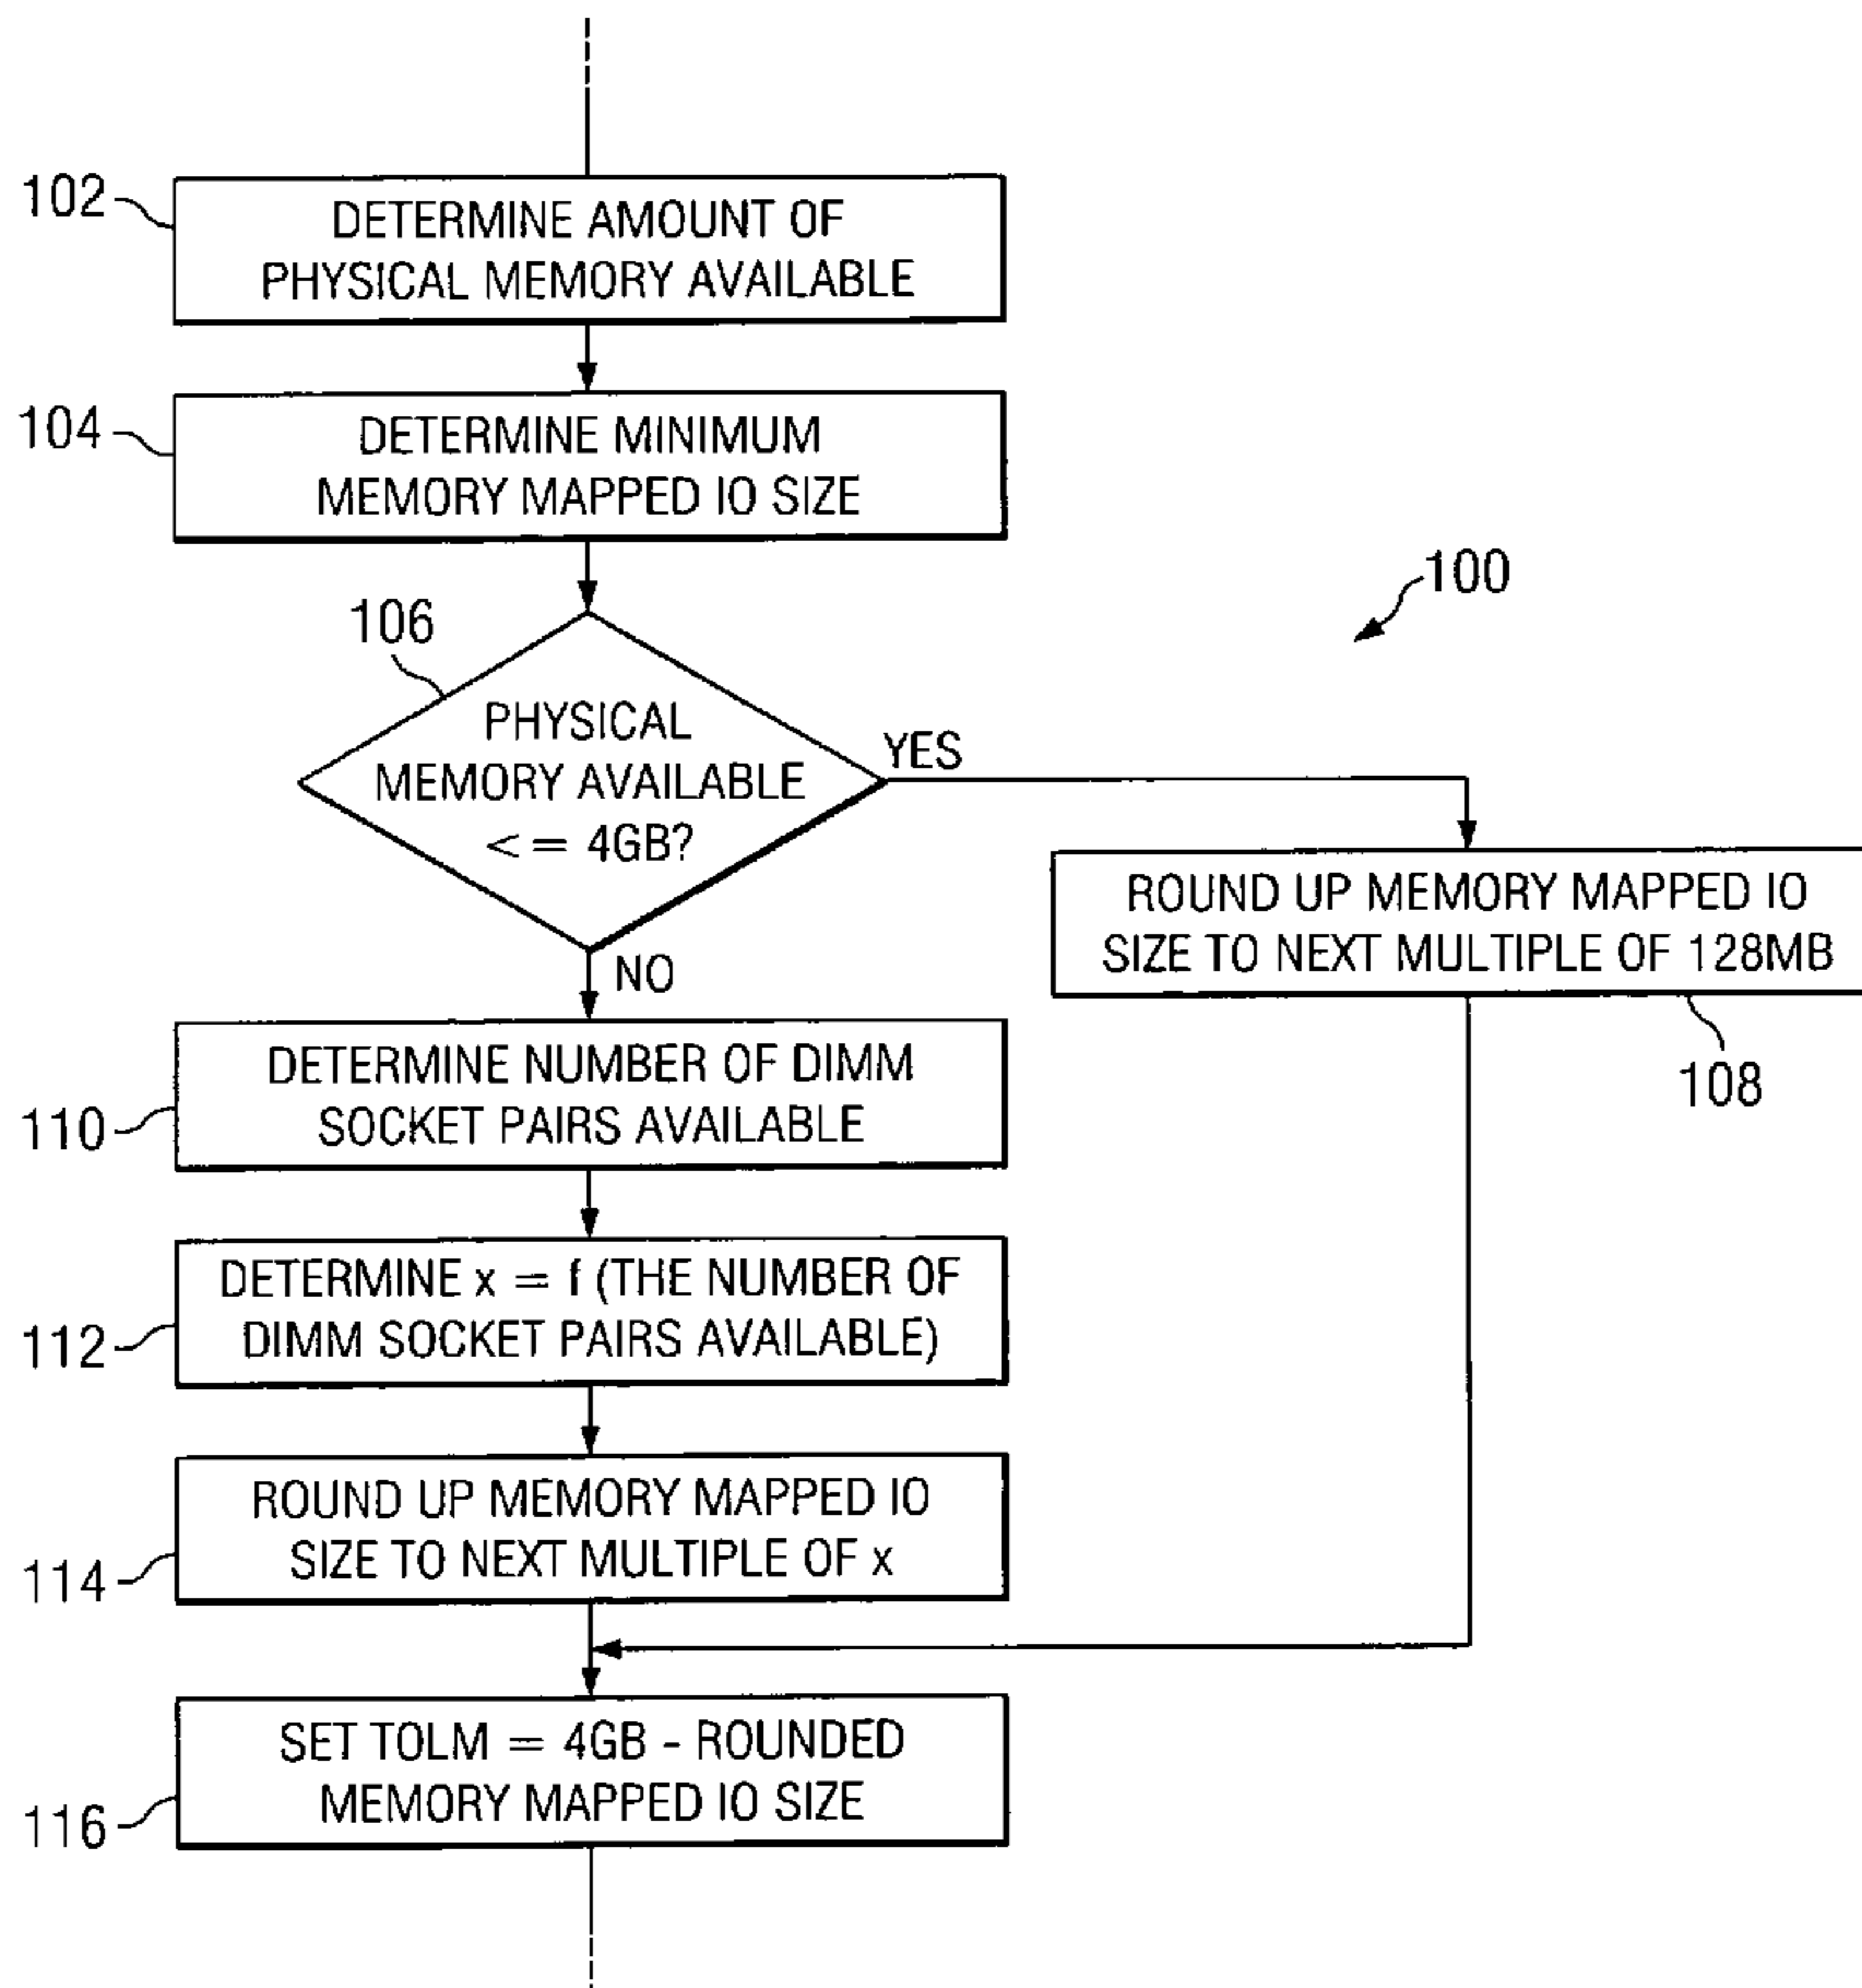 102
DETERMINE AMOUNT OF
PHYSICAL MEMORY AVAILABLE
104
DETERMINE MINIMUM
MEMORY MAPPED IO SIZE
100
106
PHYSICAL
MEMORY AVAILABLE
<= 4GB?
YES
NO
ROUND UP MEMORY MAPPED IO
SIZE TO NEXT MULTIPLE OF 128MB
108
110
DETERMINE NUMBER OF DIMM
SOCKET PAIRS AVAILABLE
112
DETERMINE x = f (THE NUMBER OF
DIMM SOCKET PAIRS AVAILABLE)
114
ROUND UP MEMORY MAPPED IO
SIZE TO NEXT MULTIPLE OF x
116
SET TOLM = 4GB - ROUNDED
MEMORY MAPPED IO SIZE